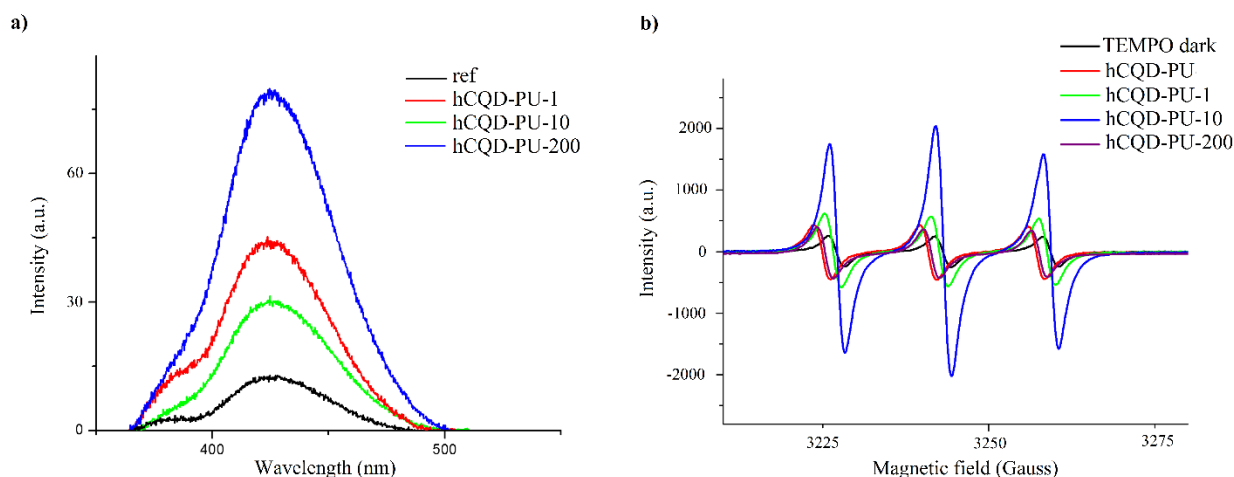 a)
ref
hCQD-PU-1
hCQD-PU-10
hCQD-PU-200
60
30
0
400
500
Intensity (a.u.)
Wavelength (nm)
b)
TEMPO dark
hCQD-PU
hCQD-PU-1
hCQD-PU-10
hCQD-PU-200
2000
1000
0
-1000
-2000
3225
3250
3275
Intensity (a.u.)
Magnetic field (Gauss)